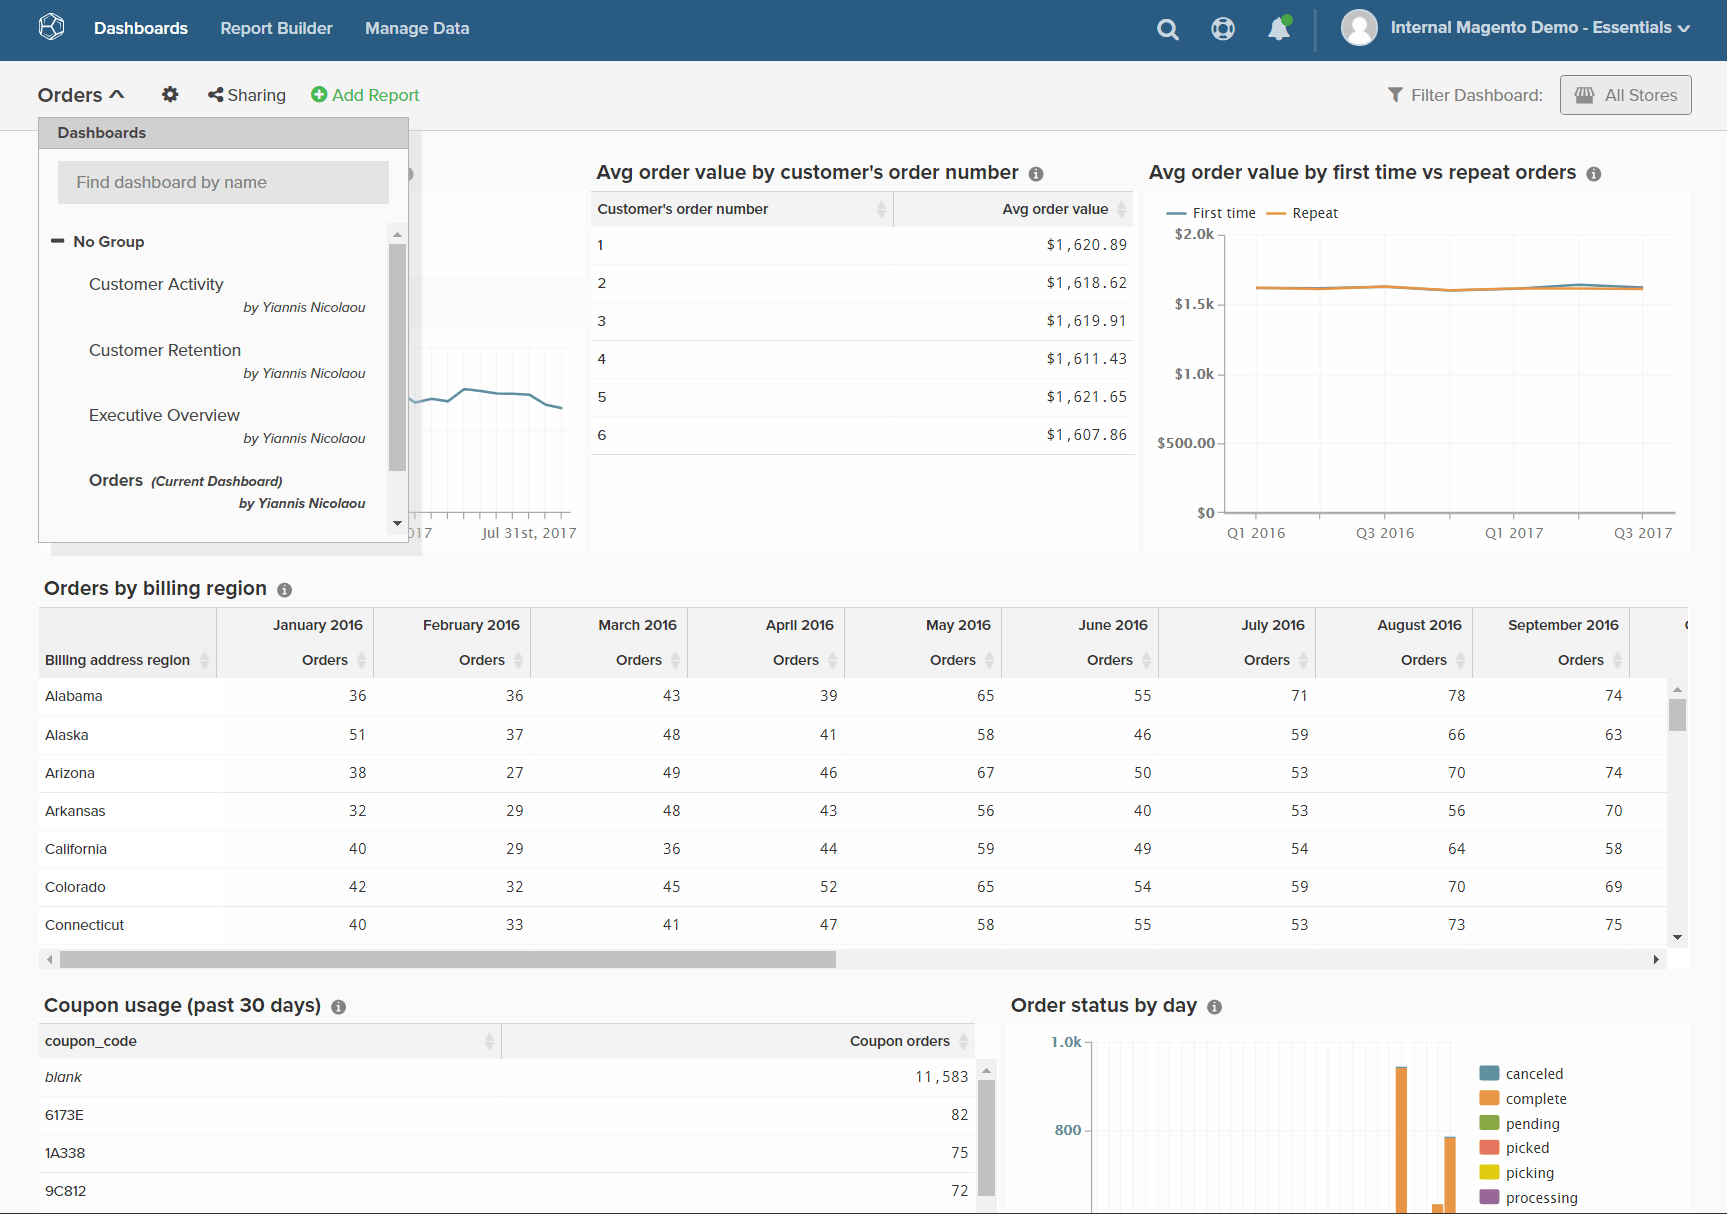 Dashboards Report Builder Manage Data Internal Magento Demo - Essentials
Orders Sharing Add Report Filter Dashboard: All Stores
Dashboards
Find dashboard by name
No Group
Customer Activity
by Yiannis Nicolaou
Customer Retention
by Yiannis Nicolaou
Executive Overview
by Yiannis Nicolaou
Orders (Current Dashboard)
by Yiannis Nicolaou
017 Jul 31st, 2017
Avg order value by customer's order number
Customer's order number Avg order value
1 $1,620.89
2 $1,618.62
3 $1,619.91
4 $1,611.43
5 $1,621.65
6 $1,607.86
Avg order value by first time vs repeat orders
First time Repeat
$2.0k
$1.5k
$1.0k
$500.00
$0
Q1 2016 Q3 2016 Q1 2017 Q3 2017
Orders by billing region
January 2016 February 2016 March 2016 April 2016 May 2016 June 2016 July 2016 August 2016 September 2016
Billing address region Orders Orders Orders Orders Orders Orders Orders Orders Orders
Alabama 36 36 43 39 65 55 71 78 74
Alaska 51 37 48 41 58 46 59 66 63
Arizona 38 27 49 46 67 50 53 70 74
Arkansas 32 29 48 43 56 40 53 56 70
California 40 29 36 44 59 49 54 64 58
Colorado 42 32 45 52 65 54 59 70 69
Connecticut 40 33 41 47 58 55 53 73 75
Coupon usage (past 30 days)
coupon_code Coupon orders
blank 11,583
6173E 82
1A338 75
9C812 72
Order status by day
1.0k
800
canceled
complete
pending
picked
picking
processing